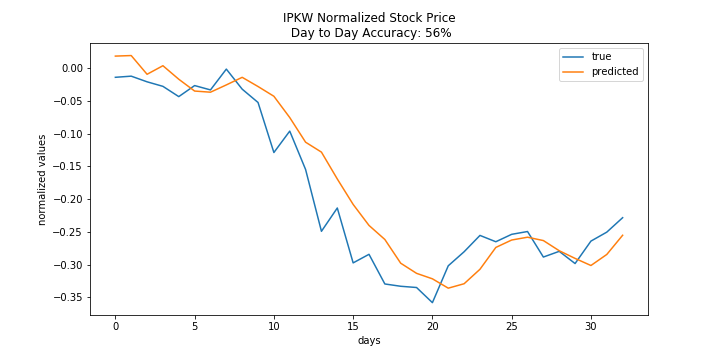 IPKW Normalized Stock Price
Day to Day Accuracy: 56%
true
predicted
normalized values
0.00
−0.05
−0.10
−0.15
−0.20
−0.25
−0.30
−0.35
0 5 10 15 20 25 30
days